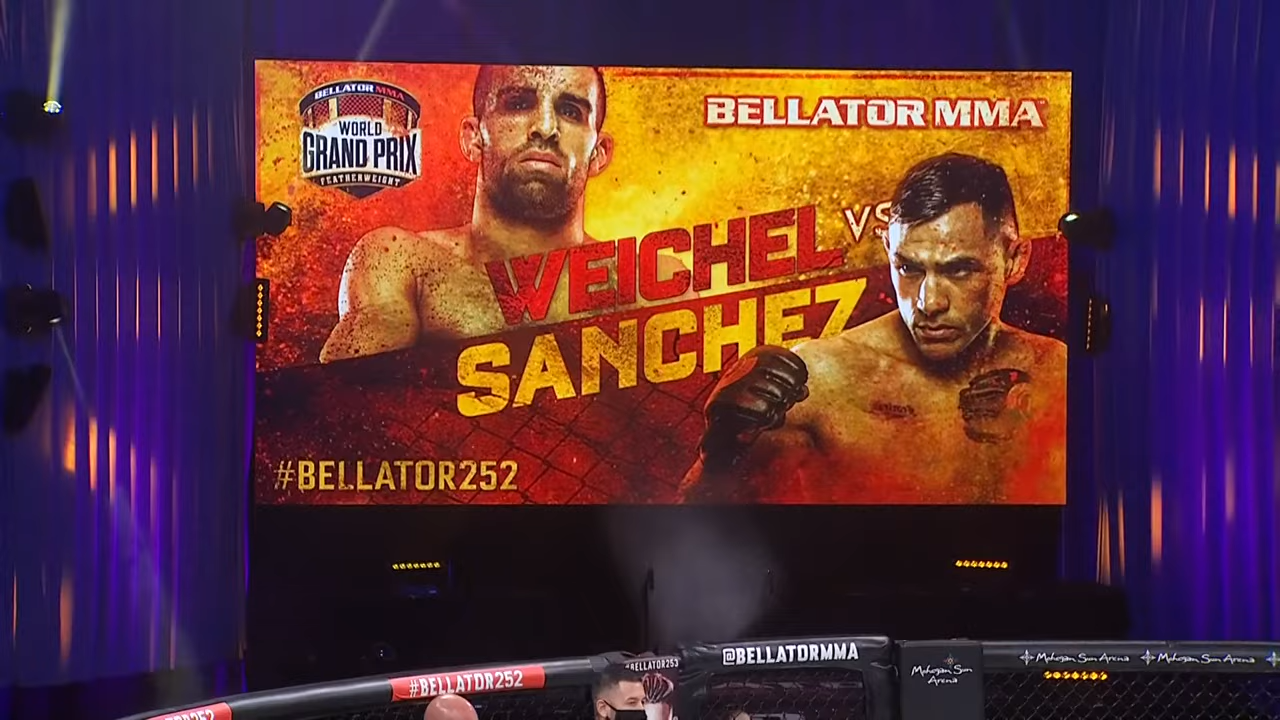 BELLATOR MMA
WORLD
GRAND PRIX
FEATHERWEIGHT
BELLATOR MMA
WEICHEL
VS
SANCHEZ
#BELLATOR252
#BELLATOR253
@BELLATORMMA
Mohegan Sun
Arena
Mohegan Sun Arena
Mohegan Sun Arena
#BELLATOR252